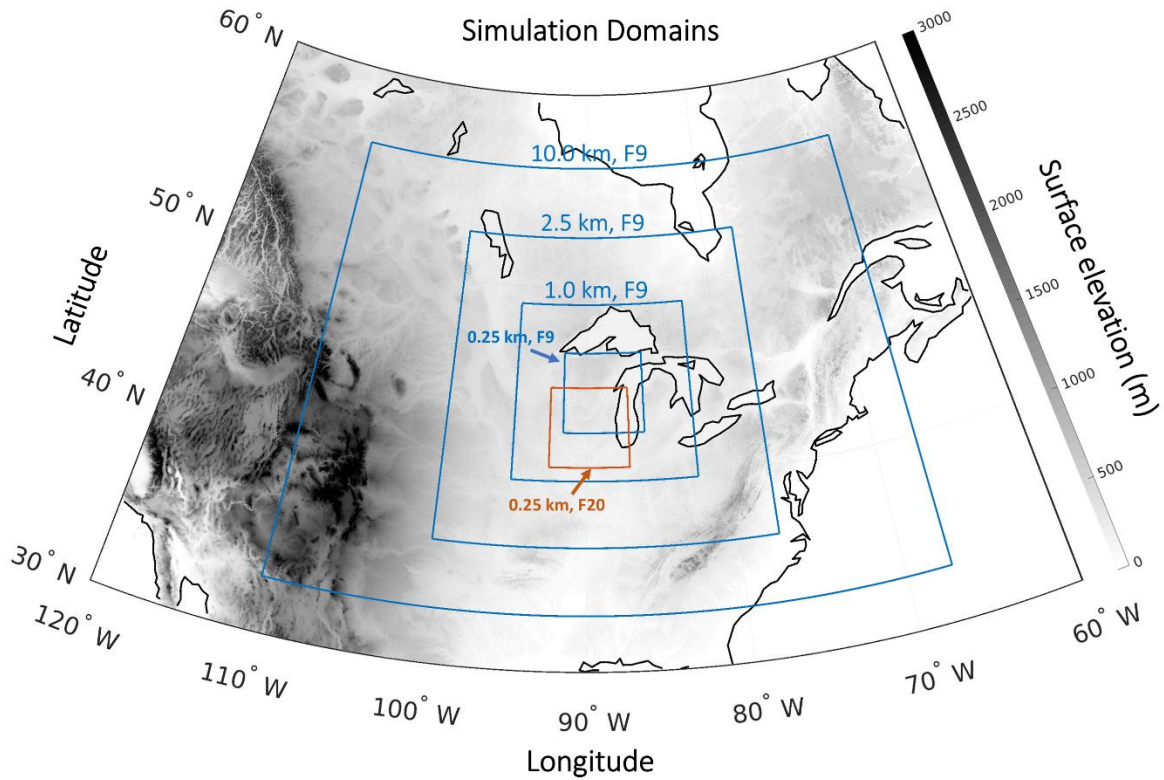 Simulation Domains
60° N
50° N
40° N
30° N
Latitude
10.0 km, F9
2.5 km, F9
1.0 km, F9
0.25 km, F9
0.25 km, F20
120° W
110° W
100° W
90° W
80° W
70° W
60° W
Longitude
3000
2500
2000
1500
1000
500
0
Surface elevation (m)